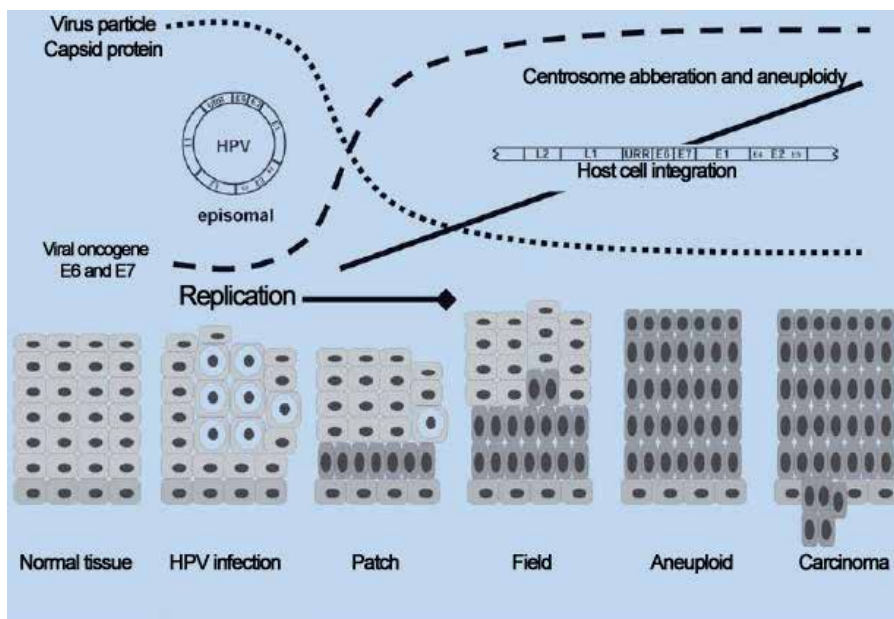 Virus particle
Capsid protein
Centrosome abberation and aneuploidy
HPV
episomal
L2 L1 URR E6 E7 E1 E2
Host cell integration
Viral oncogene
E6 and E7
Replication
Normal tissue HPV infection Patch Field Aneuploid Carcinoma